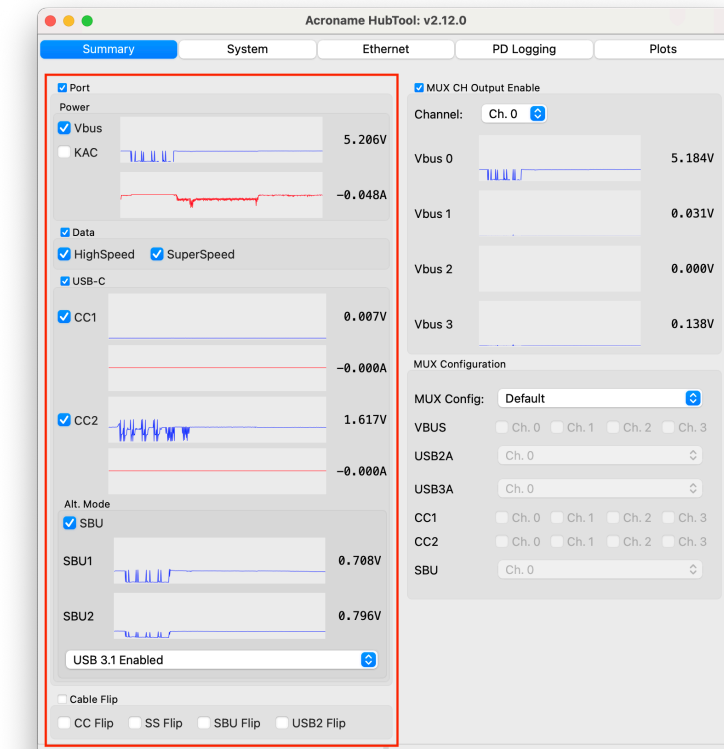 Acroname HubTool: v2.12.0
Summary System Ethernet PD Logging Plots
Port
Power
Vbus 5.206V
KAC
-0.048A
Data
HighSpeed SuperSpeed
USB-C
CC1 0.007V
-0.000A
CC2 1.617V
-0.000A
Alt. Mode
SBU
SBU1 0.708V
SBU2 0.796V
USB 3.1 Enabled
Cable Flip
CC Flip SS Flip SBU Flip USB2 Flip
MUX CH Output Enable
Channel: Ch. 0
Vbus 0 5.184V
Vbus 1 0.031V
Vbus 2 0.000V
Vbus 3 0.138V
MUX Configuration
MUX Config: Default
VBUS Ch. 0 Ch. 1 Ch. 2 Ch. 3
USB2A Ch. 0
USB3A Ch. 0
CC1 Ch. 0 Ch. 1 Ch. 2 Ch. 3
CC2 Ch. 0 Ch. 1 Ch. 2 Ch. 3
SBU Ch. 0